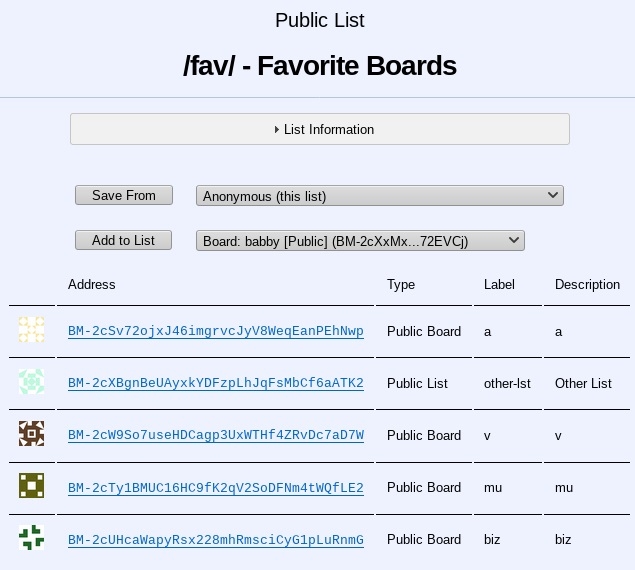 Public List
/fav/ - Favorite Boards
List Information
Save From Anonymous (this list)
Add to List Board: babby [Public] (BM-2cXxMx...72EVCj)
Address Type Label Description
BM-2cSv72ojxJ46imgrvcJyV8WeqEanPEhNwp Public Board a a
BM-2cXBgnBeUAyxkYDFzpLhJqFsMbCf6aATK2 Public List other-lst Other List
BM-2cW9So7useHDCagp3UxWTHf4ZRvDc7aD7W Public Board v v
BM-2cTy1BMUC16HC9fK2qV2SoDFNm4tWQfLE2 Public Board mu mu
BM-2cUHcaWapyRsx228mhRmsciCyG1pLuRnmG Public Board biz biz